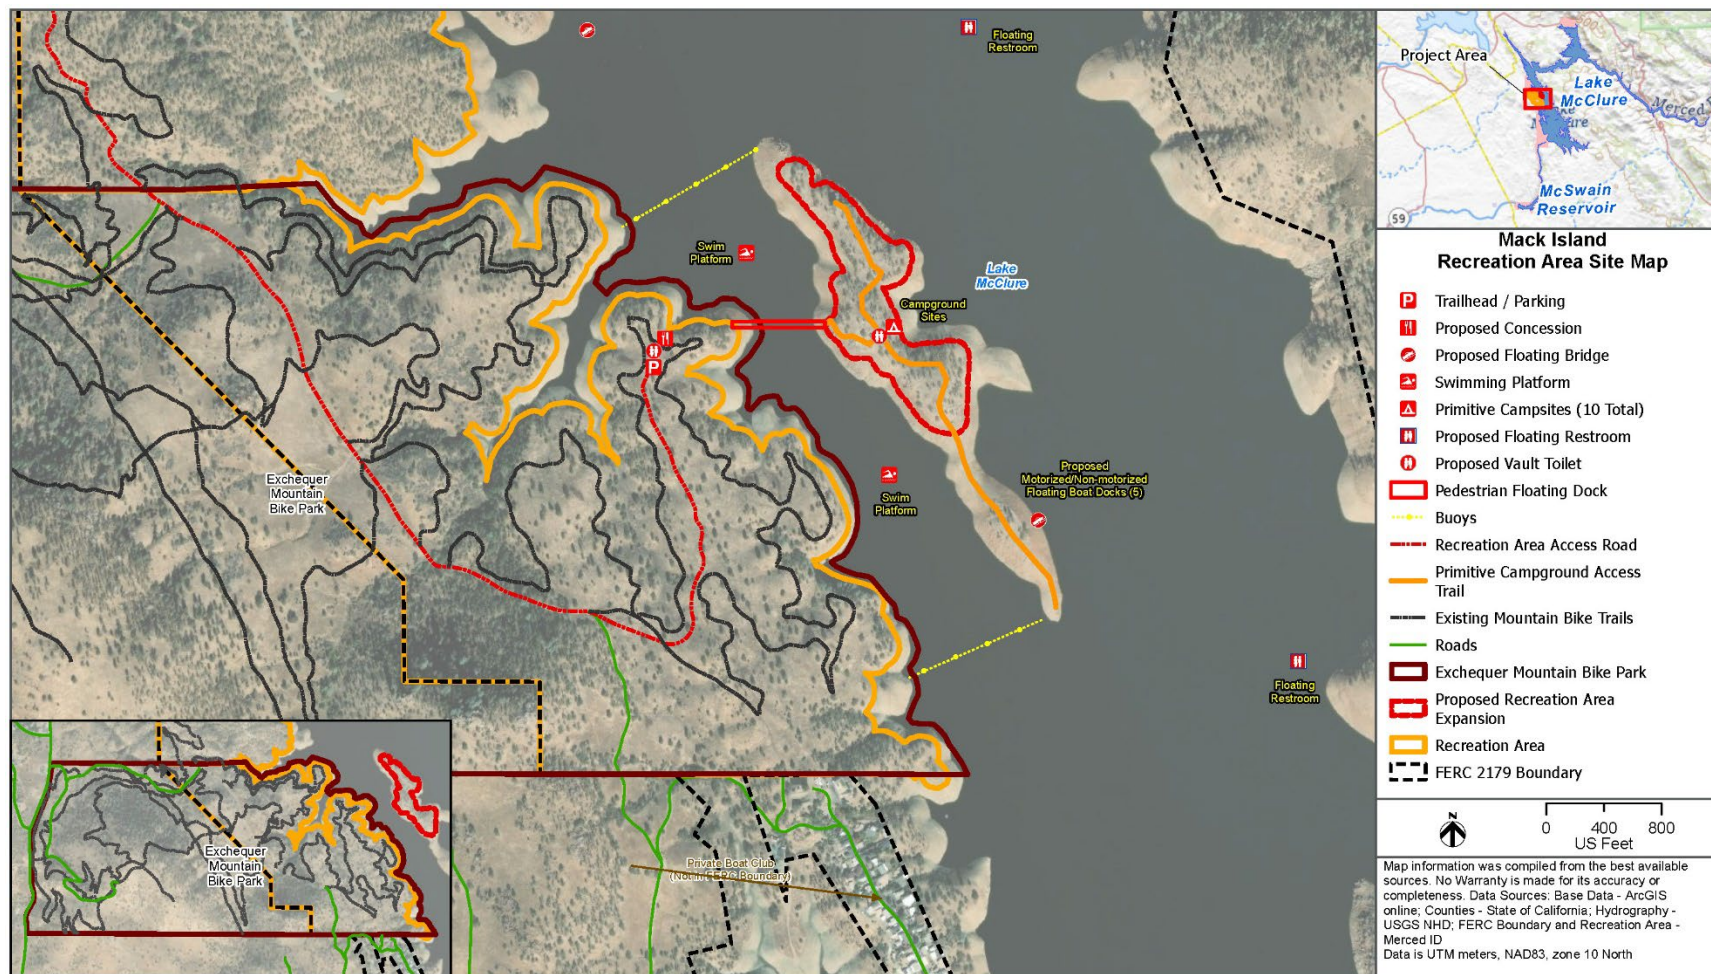 Floating
Restroom
Swim
Platform
Lake
McClure
Campground
Sites
P
Exchequer
Mountain
Bike Park
Proposed
Motorized/Non-motorized
Floating Boat Docks (5)
Swim
Platform
Floating
Restroom
Private Boat Club
(Not in FERC Boundary)
Exchequer
Mountain
Bike Park
Project Area
Lake
McClure
Merced
McSwain
Reservoir
59
Mack Island
Recreation Area Site Map
P Trailhead / Parking
Proposed Concession
Proposed Floating Bridge
Swimming Platform
Primitive Campsites (10 Total)
Proposed Floating Restroom
Proposed Vault Toilet
Pedestrian Floating Dock
Buoys
Recreation Area Access Road
Primitive Campground Access
Trail
Existing Mountain Bike Trails
Roads
Exchequer Mountain Bike Park
Proposed Recreation Area
Expansion
Recreation Area
FERC 2179 Boundary
N
0 400 800
US Feet
Map information was compiled from the best available
sources. No Warranty is made for its accuracy or
completeness. Data Sources: Base Data - ArcGIS
online; Counties - State of California; Hydrography -
USGS NHD; FERC Boundary and Recreation Area -
Merced ID
Data is UTM meters, NAD83, zone 10 North